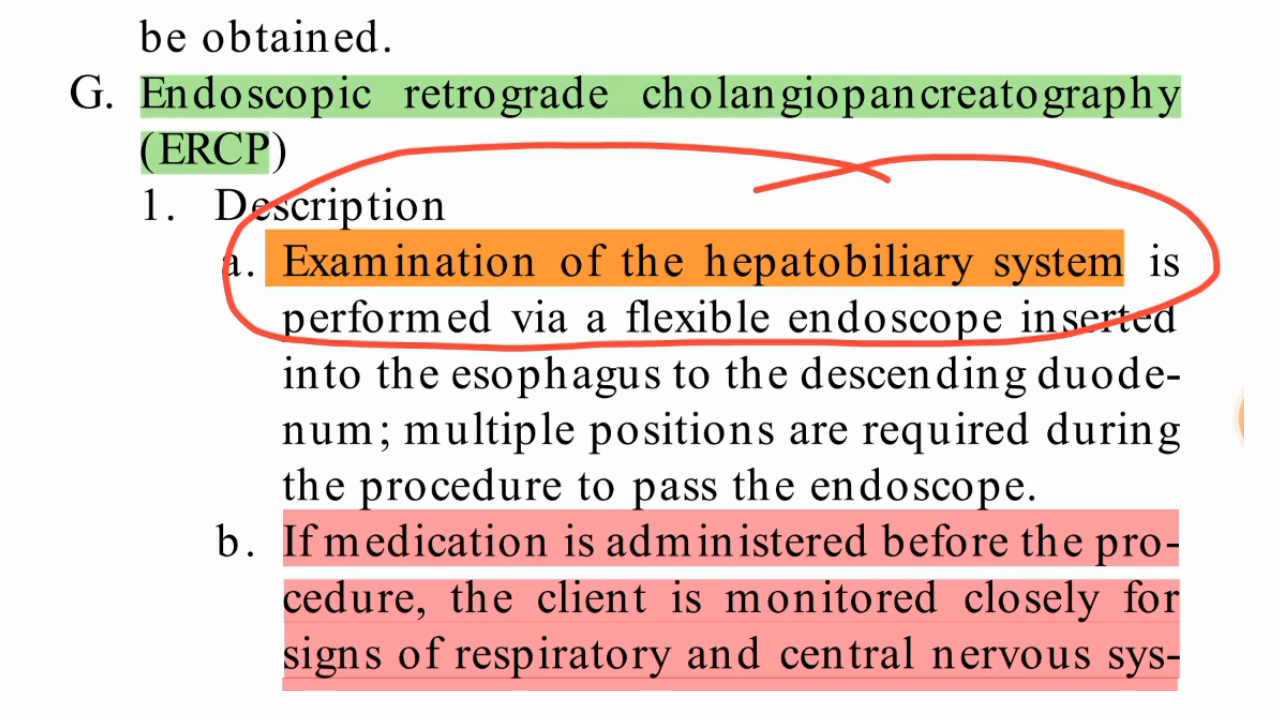 be obtained.
G. Endoscopic retrograde cholangiopancreatography
(ERCP)
1. Description
a. Examination of the hepatobiliary system is
performed via a flexible endoscope inserted
into the esophagus to the descending duode-
num; multiple positions are required during
the procedure to pass the endoscope.
b. If medication is administered before the pro-
cedure, the client is monitored closely for
signs of respiratory and central nervous sys-